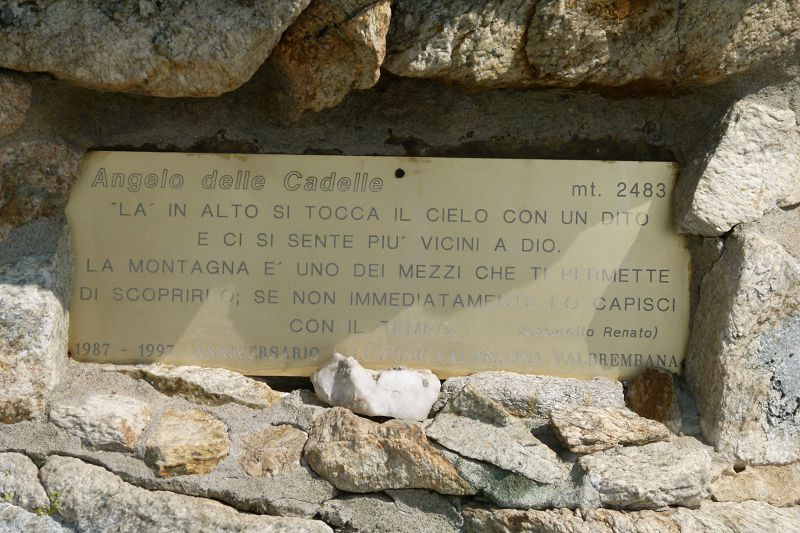 Angelo delle Cadelle mt. 2483
"LA´ IN ALTO SI TOCCA IL CIELO CON UN DITO
E CI SI SENTE PIU´ VICINI A DIO.
LA MONTAGNA E´ UNO DEI MEZZI CHE TI PERMETTE
DI SCOPRIRLO; SE NON IMMEDIATAMENTE LO CAPISCI
CON IL TEMPO. Renato)
1987 - 1997 ANNIVERSARIO UNIONE VALTELLINA-VALBREMBANA